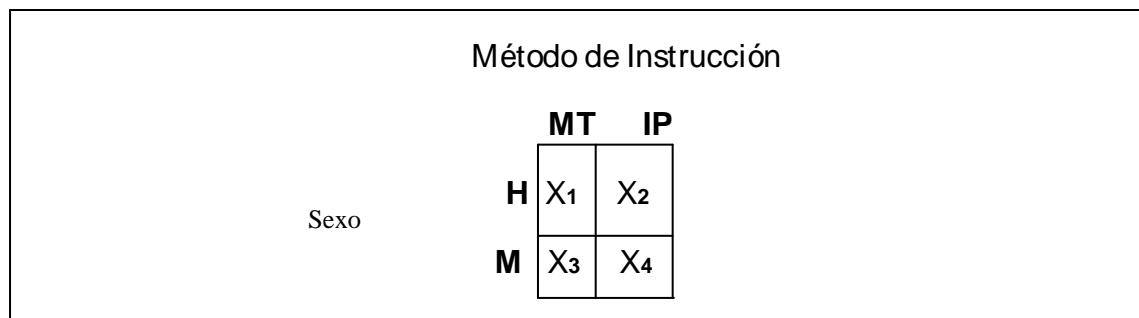 Método de Instrucción
MT IP
H X1 X2
Sexo
M X3 X4